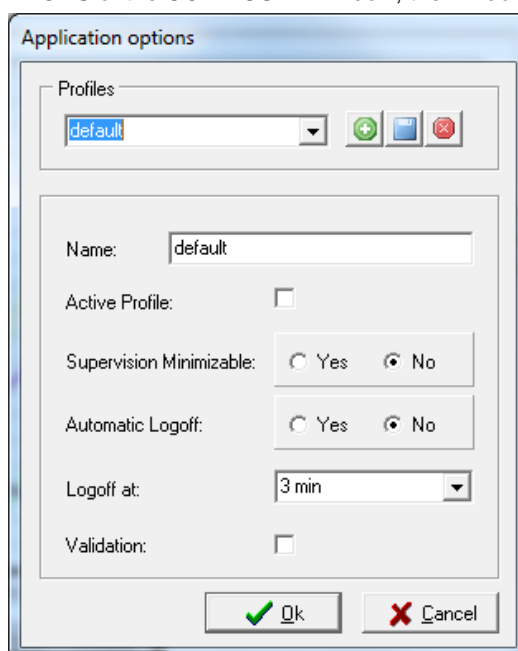 Application options
Profiles
default
Name: default
Active Profile:
Supervision Minimizable: Yes No
Automatic Logoff: Yes No
Logoff at: 3 min
Validation:
Ok Cancel